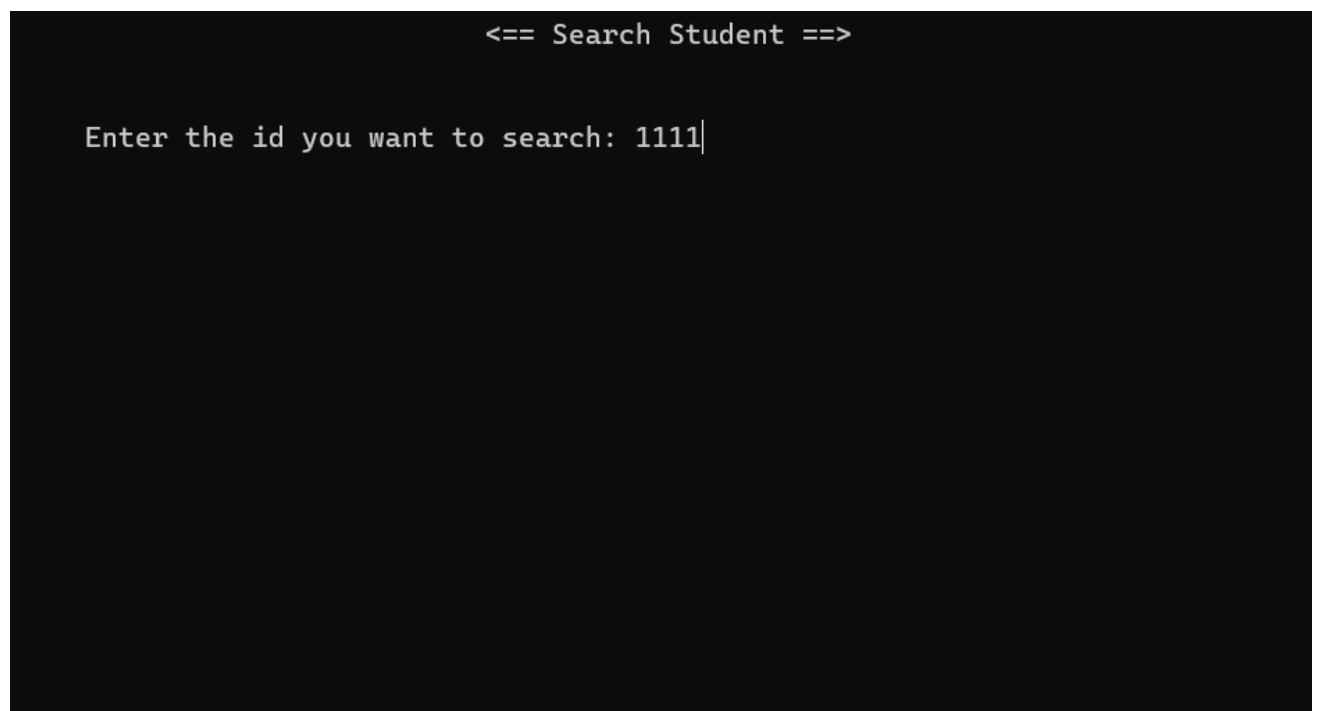 <== Search Student ==>
Enter the id you want to search: 1111